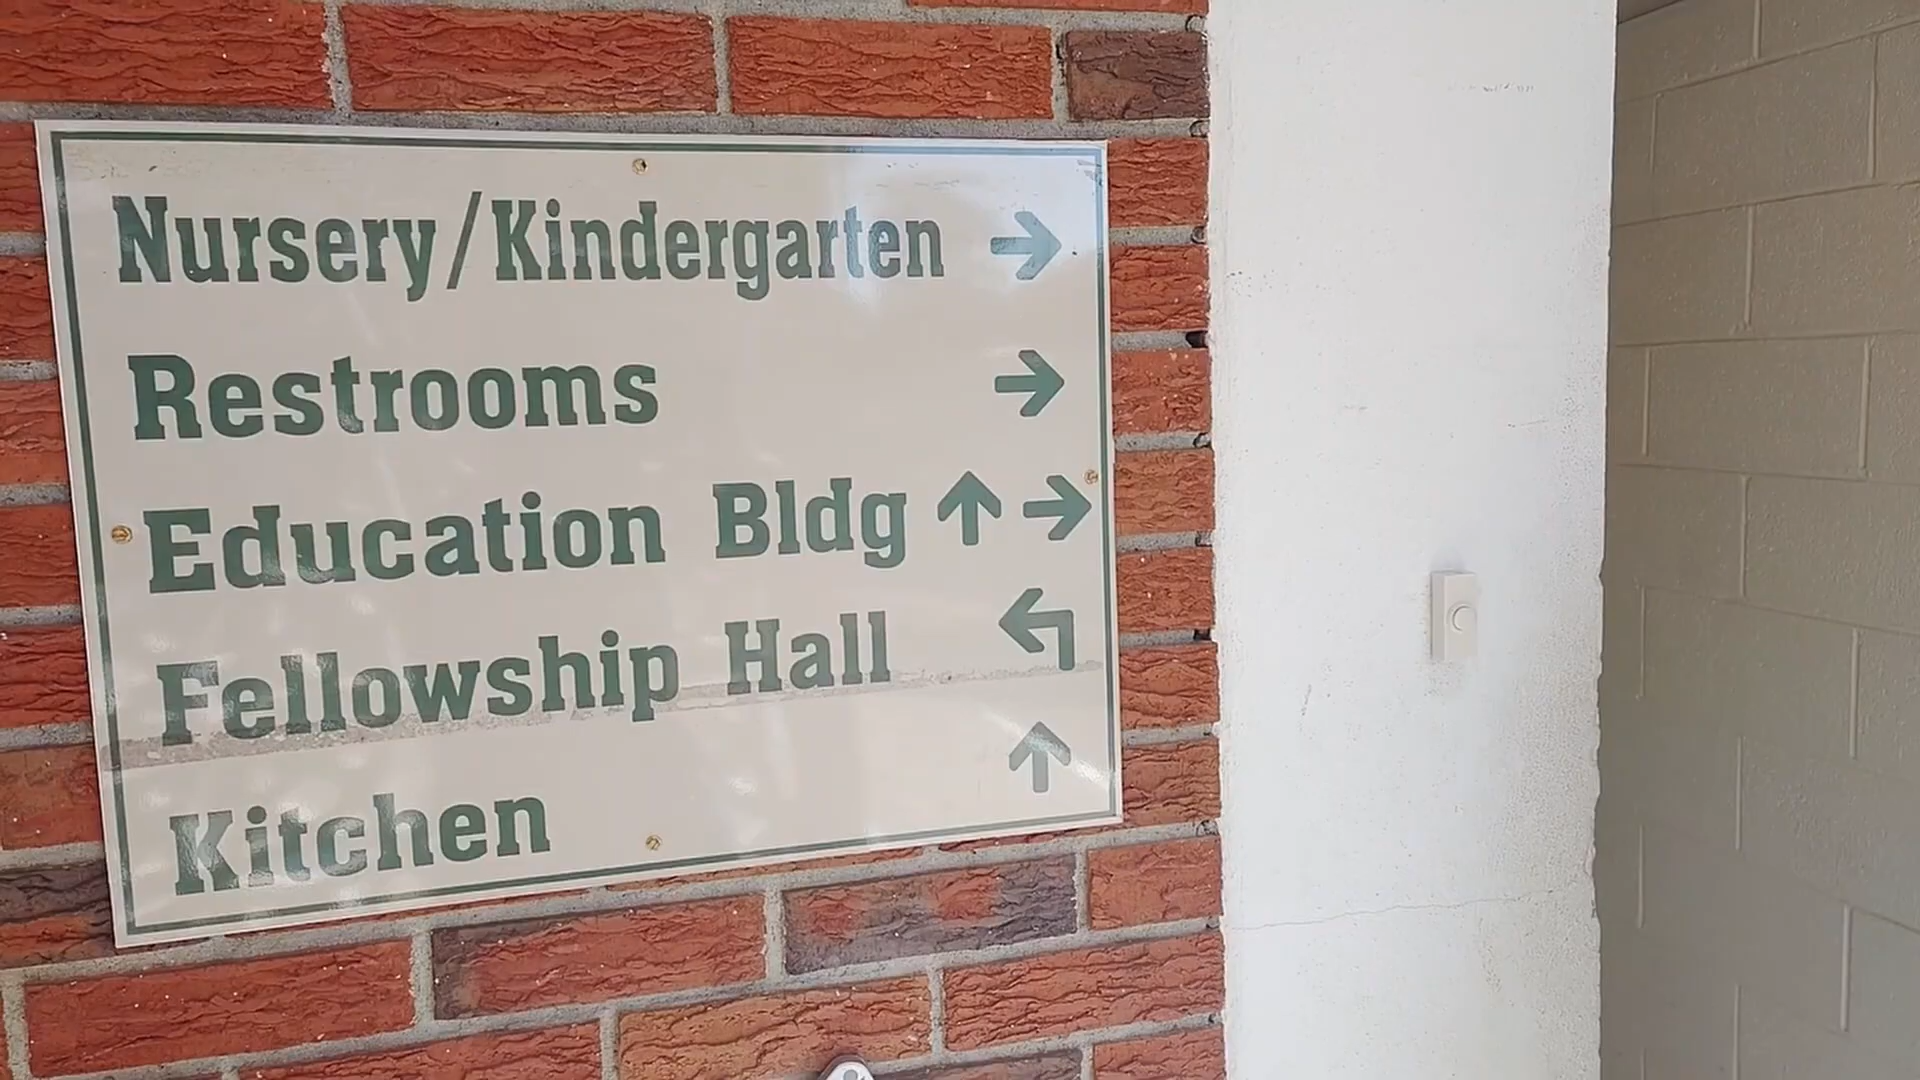 Nursery/Kindergarten →
Restrooms →
Education Bldg ↑ →
Fellowship Hall ↰
Kitchen ↑